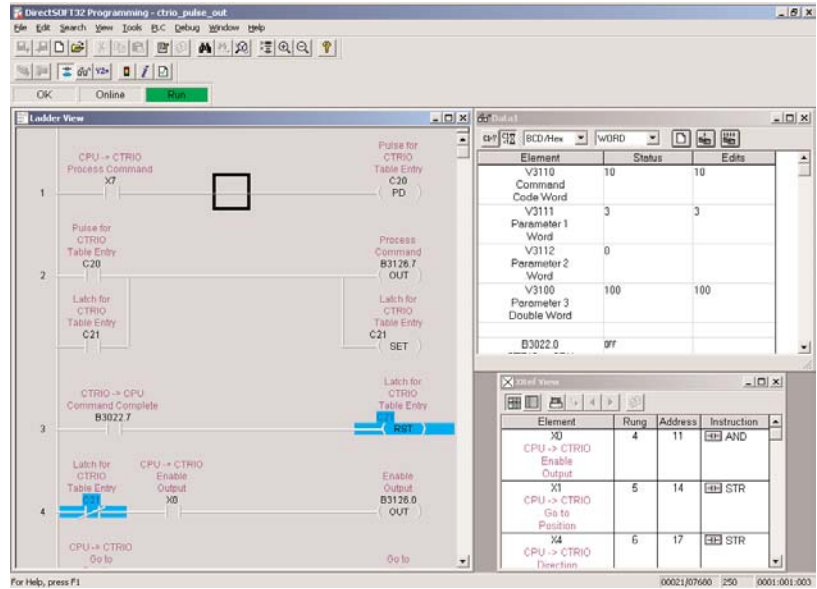 DirectSOFT32 Programming - ctrio_pulse_out
File Edit Search View Tools PLC Debug Window Help
OK Online Run
Ladder View
CPU -> CTRIO
Process Command
X7
Pulse for
CTRIO
Table Entry
C20
PD
1
Pulse for
CTRIO
Table Entry
C20
Process
Command
B3126.7
OUT
2
Latch for
CTRIO
Table Entry
C21
Latch for
CTRIO
Table Entry
C21
SET
CTRIO -> CPU
Command Complete
B3022.7
Latch for
CTRIO
Table Entry
C21
RST
3
Latch for
CTRIO
Table Entry
C21
CPU -> CTRIO
Enable
Output
X0
Enable
Output
B3126.0
OUT
4
CPU -> CTRIO
Go to
Go to
Data1
BCD/Hex WORD
Element Status Edits
V3110 10 10
Command
Code Word
V3111 3 3
Parameter 1
Word
V3112 0
Parameter 2
Word
V3100 100 100
Parameter 3
Double Word
B3022.0 OFF
XRef View
Element Rung Address Instruction
X0 4 11 AND
CPU -> CTRIO
Enable
Output
X1 5 14 STR
CPU -> CTRIO
Go to
Position
X4 6 17 STR
CPU -> CTRIO
Direction
For Help, press F1
00021/07680 250 0001:001:003